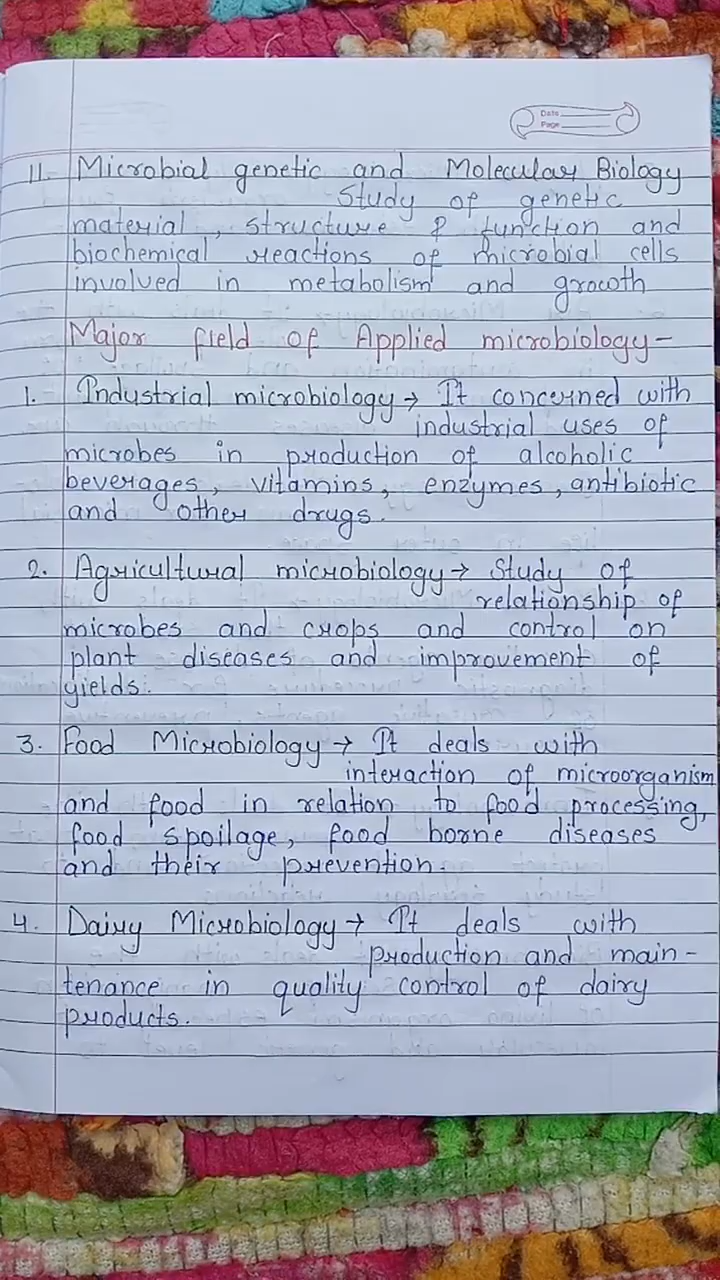 Date
Page
11. Microbial genetic and Molecular Biology
Study of genetic
material, structure & function and
biochemical reactions of microbial cells
involved in metabolism and growth
Major field of Applied microbiology-
1. Industrial microbiology → It concerned with
industrial uses of
microbes in production of alcoholic
beverages, vitamins, enzymes, antibiotic
and other drugs.
2. Agricultural microbiology → Study of
relationship of
microbes and crops and control on
plant diseases and improvement of
yields.
3. Food Microbiology → It deals with
interaction of microorganism
and food in relation to food processing,
food spoilage, food borne diseases
and their prevention.
4. Dairy Microbiology → It deals with
production and main-
tenance in quality control of dairy
products.